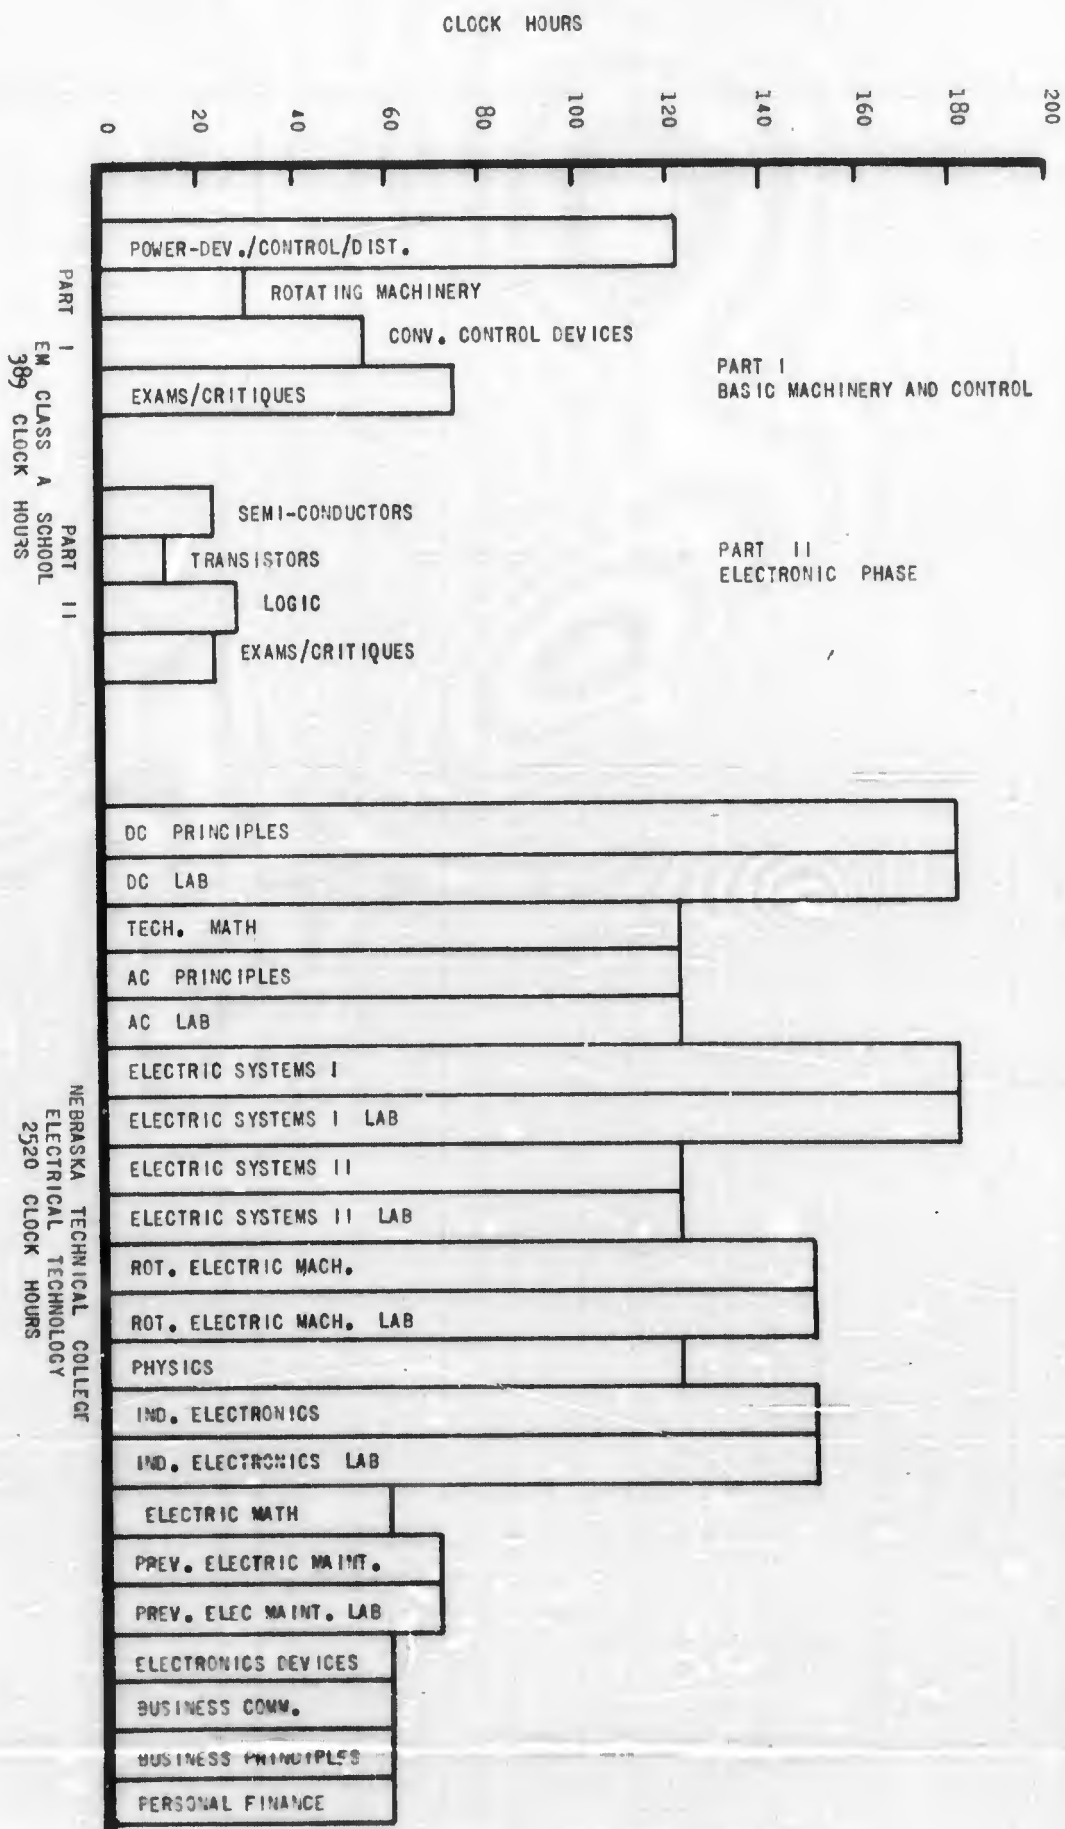 CLOCK HOURS
0
20
40
60
80
100
120
140
160
180
200
POWER-DEV./CONTROL/DIST.
ROTATING MACHINERY
CONV. CONTROL DEVICES
EXAMS/CRITIQUES
PART I
BASIC MACHINERY AND CONTROL
SEMI-CONDUCTORS
TRANSISTORS
LOGIC
EXAMS/CRITIQUES
PART II
ELECTRONIC PHASE
PART I PART II
EM CLASS A SCHOOL
389 CLOCK HOURS
DC PRINCIPLES
DC LAB
TECH. MATH
AC PRINCIPLES
AC LAB
ELECTRIC SYSTEMS I
ELECTRIC SYSTEMS I LAB
ELECTRIC SYSTEMS II
ELECTRIC SYSTEMS II LAB
ROT. ELECTRIC MACH.
ROT. ELECTRIC MACH. LAB
PHYSICS
IND. ELECTRONICS
IND. ELECTRONICS LAB
ELECTRIC MATH
PREV. ELECTRIC MAINT.
PREV. ELEC MAINT. LAB
ELECTRONICS DEVICES
BUSINESS COMM.
BUSINESS PRINCIPLES
PERSONAL FINANCE
NEBRASKA TECHNICAL COLLEGE
ELECTRICAL TECHNOLOGY
2520 CLOCK HOURS